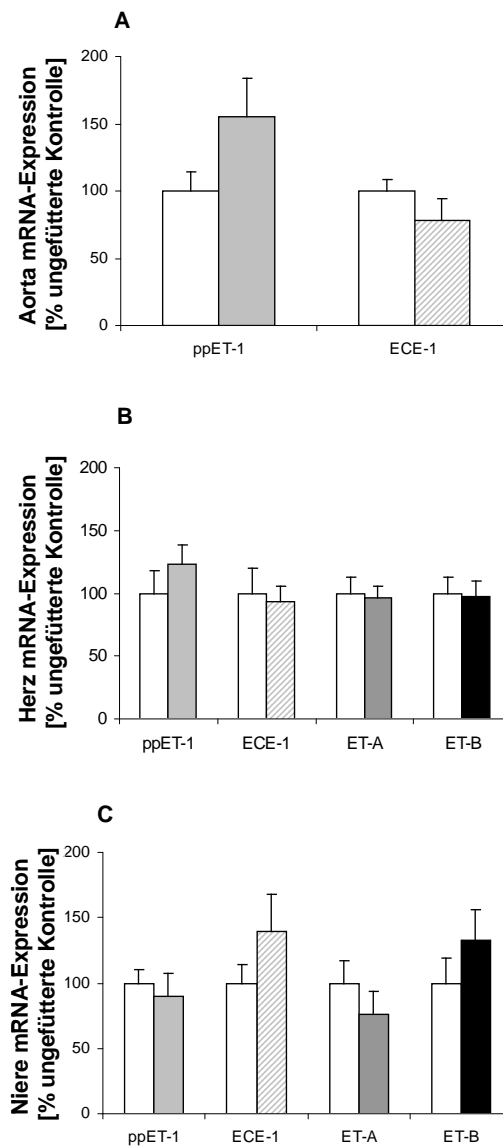 A
Aorta mRNA-Expression
[% ungefütterte Kontrolle]
200
150
100
50
0
ppET-1 ECE-1
B
Herz mRNA-Expression
[% ungefütterte Kontrolle]
200
150
100
50
0
ppET-1 ECE-1 ET-A ET-B
C
Niere mRNA-Expression
[% ungefütterte Kontrolle]
200
150
100
50
0
ppET-1 ECE-1 ET-A ET-B